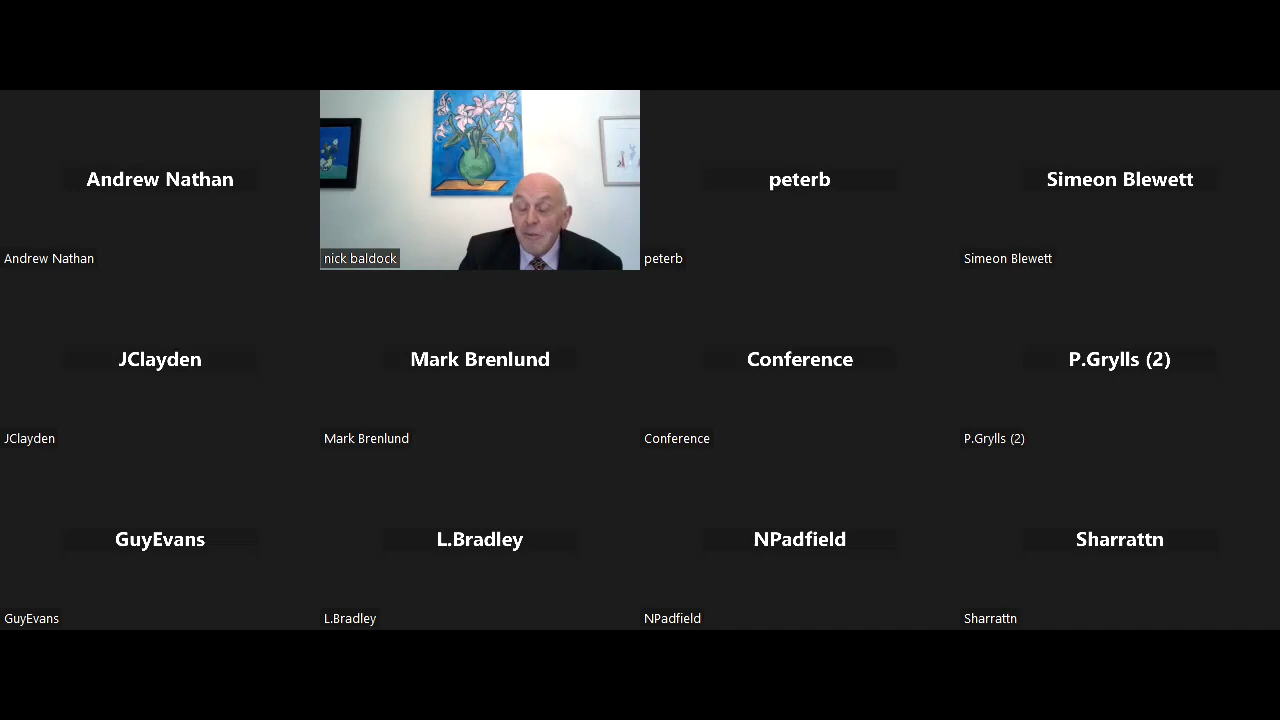 Andrew Nathan
peterb
Simeon Blewett
Andrew Nathan
nick baldock
peterb
Simeon Blewett
JClayden
Mark Brenlund
Conference
P.Grylls (2)
JClayden
Mark Brenlund
Conference
P.Grylls (2)
GuyEvans
L.Bradley
NPadfield
Sharrattn
GuyEvans
L.Bradley
NPadfield
Sharrattn